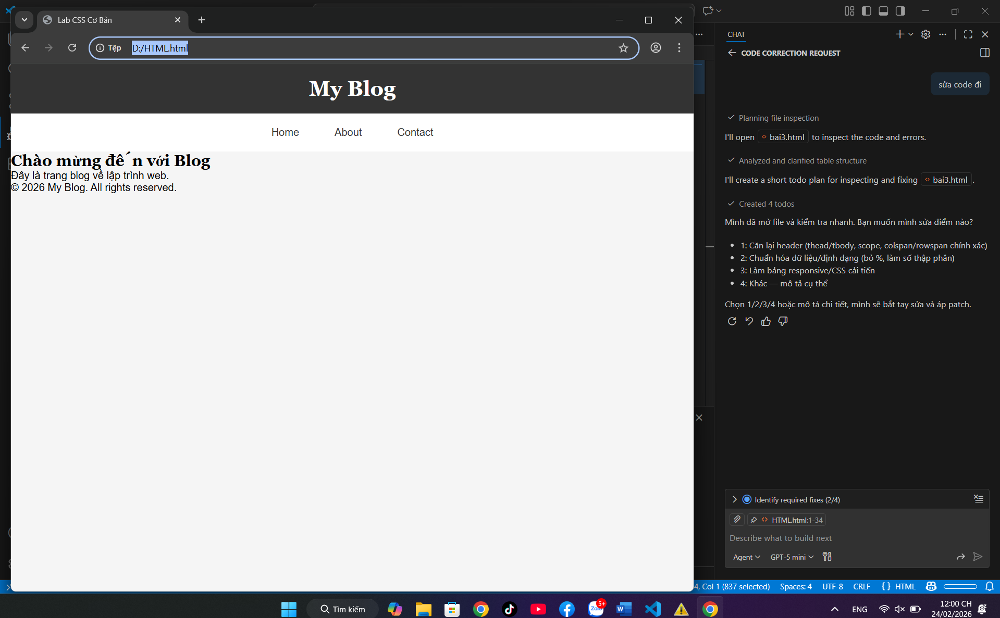 Lab CSS Cơ Bản
Tệp
D:/HTML.html
My Blog
Home
About
Contact
Chào mừng đến với Blog
Đây là trang blog về lập trình web.
© 2026 My Blog. All rights reserved.
CHAT
CODE CORRECTION REQUEST
sửa code đi
Planning file inspection
I'll open <> bai3.html to inspect the code and errors.
Analyzed and clarified table structure
I'll create a short todo plan for inspecting and fixing <> bai3.html .
Created 4 todos
Mình đã mở file và kiểm tra nhanh. Bạn muốn mình sửa điểm nào?
• 1: Căn lại header (thead/tbody, scope, colspan/rowspan chính xác)
• 2: Chuẩn hóa dữ liệu/định dạng (bỏ %, làm số thập phân)
• 3: Làm bảng responsive/CSS cải tiến
• 4: Khác — mô tả cụ thể
Chọn 1/2/3/4 hoặc mô tả chi tiết, mình sẽ bắt tay sửa và áp patch.
Identify required fixes (2/4)
<> HTML.html:1-34
Describe what to build next
Agent
GPT-5 mini
4, Col 1 (837 selected)
Spaces: 4
UTF-8
CRLF
{ } HTML
Tìm kiếm
Zalo
5+
W
ENG
12:00 CH
24/02/2026